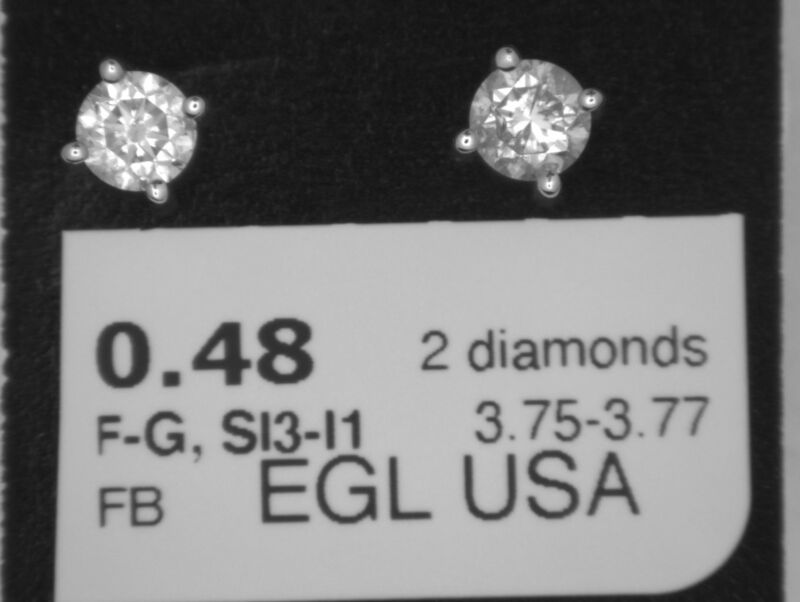 0.48 2 diamonds
F-G, SI3-I1 3.75-3.77
FB EGL USA